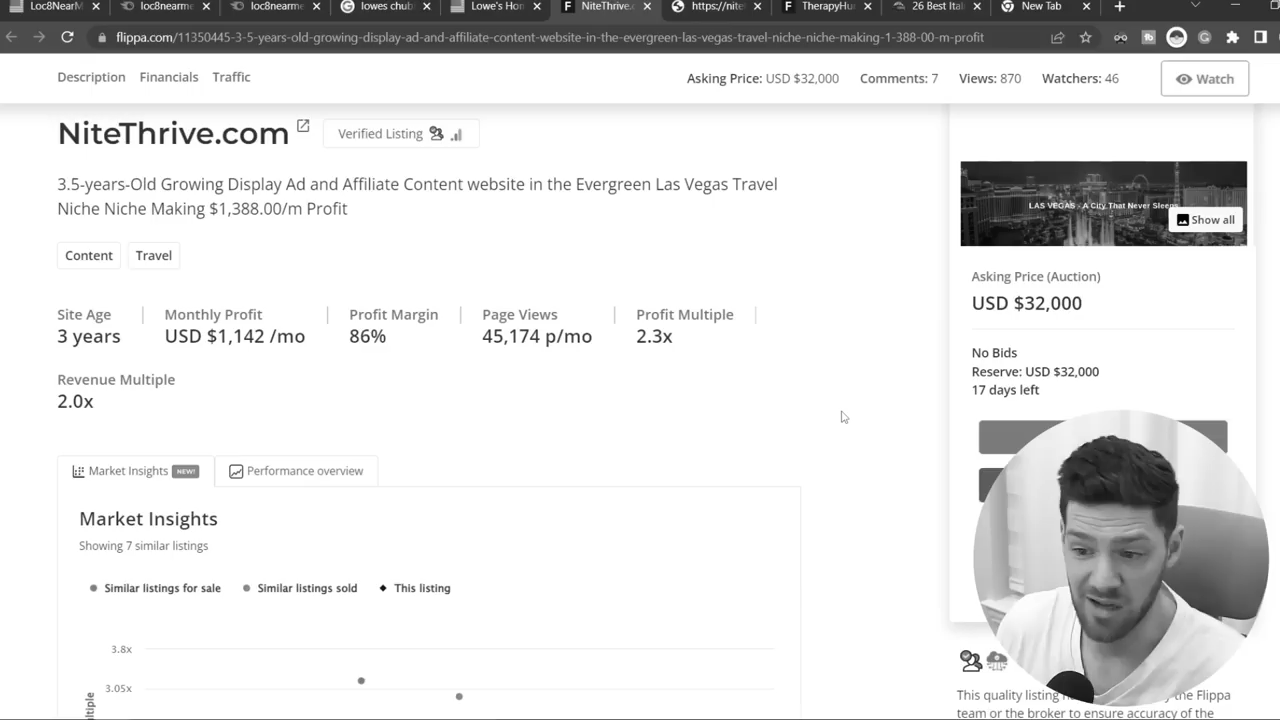 Loc8NearM
loc8nearme
loc8nearme
lowes chub
Lowe's Hom
NiteThrive.c
https://nitet
TherapyHun
26 Best Itali
New Tab
flippa.com/11350445-3-5-years-old-growing-display-ad-and-affiliate-content-website-in-the-evergreen-las-vegas-travel-niche-niche-making-1-388-00-m-profit
Description Financials Traffic
Asking Price: USD $32,000 Comments: 7 Views: 870 Watchers: 46
Watch
NiteThrive.com
Verified Listing
3.5-years-Old Growing Display Ad and Affiliate Content website in the Evergreen Las Vegas Travel
Niche Niche Making $1,388.00/m Profit
Content Travel
Site Age Monthly Profit Profit Margin Page Views Profit Multiple
3 years USD $1,142 /mo 86% 45,174 p/mo 2.3x
Revenue Multiple
2.0x
LAS VEGAS - A City That Never Sleeps
Show all
Asking Price (Auction)
USD $32,000
No Bids
Reserve: USD $32,000
17 days left
Market Insights NEW! Performance overview
Market Insights
Showing 7 similar listings
Similar listings for sale Similar listings sold This listing
3.8x
3.05x
ultiple
This quality listing
the Flippa
team or the broker to ensure accuracy of the